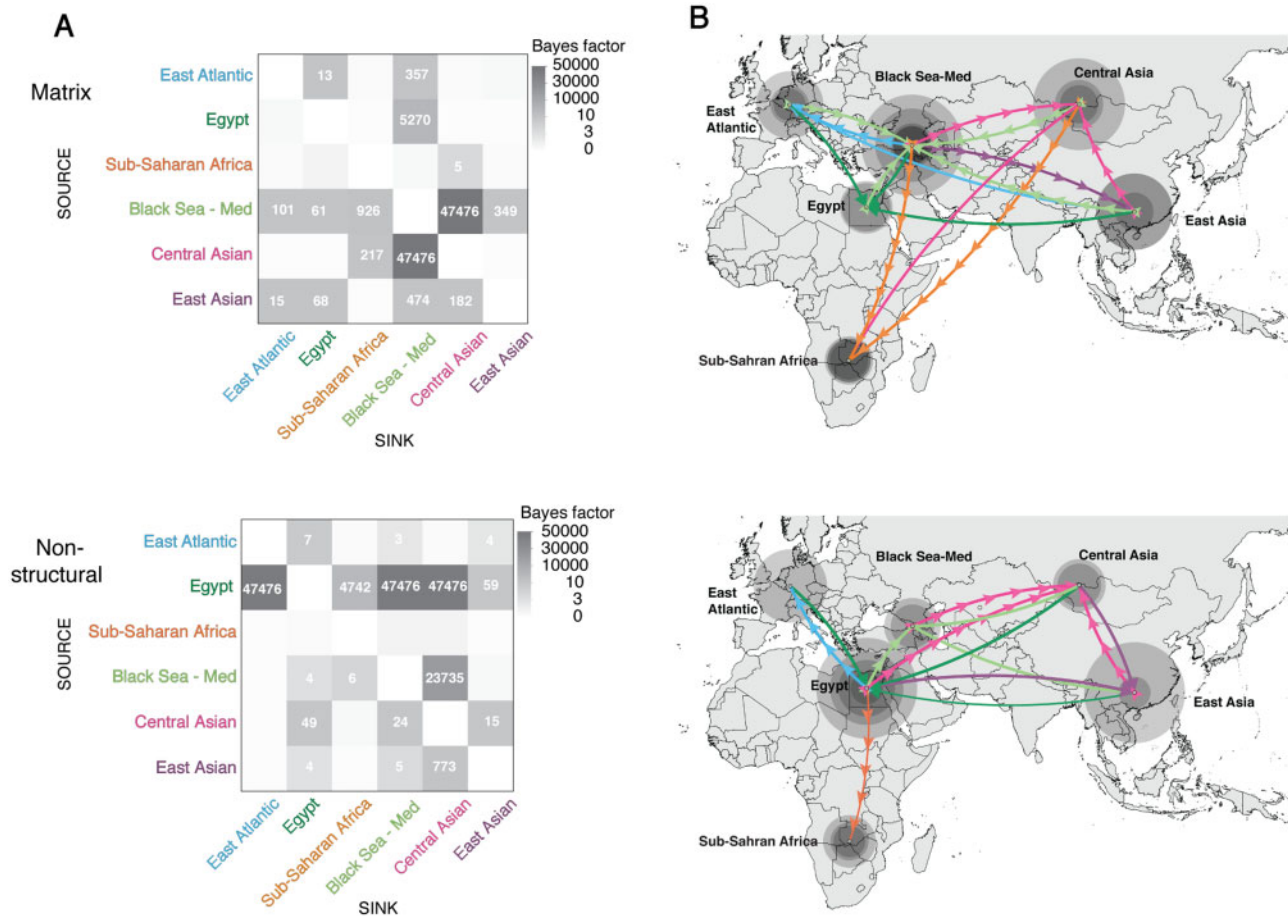 A
Matrix
SOURCE
Bayes factor
50000
30000
10000
10
3
0
East Atlantic 13 357
Egypt 5270
Sub-Saharan Africa 5
Black Sea - Med 101 61 926 47476 349
Central Asian 217 47476
East Asian 15 68 474 182
East Atlantic
Egypt
Sub-Saharan Africa
Black Sea - Med
Central Asian
East Asian
SINK
B
Black Sea-Med
Central Asia
East
Atlantic
Egypt
East Asia
Sub-Sahran Africa
Non-
structural
SOURCE
Bayes factor
50000
30000
10
3
0
East Atlantic 7 3 4
Egypt 47476 4742 47476 47476 59
Sub-Saharan Africa
Black Sea - Med 4 6 23735
Central Asian 49 24 15
East Asian 4 5 773
East Atlantic
Egypt
Sub-Saharan Africa
Black Sea - Med
Central Asian
East Asian
SINK
Black Sea-Med
Central Asia
East
Atlantic
Egypt
East Asia
Sub-Sahran Africa